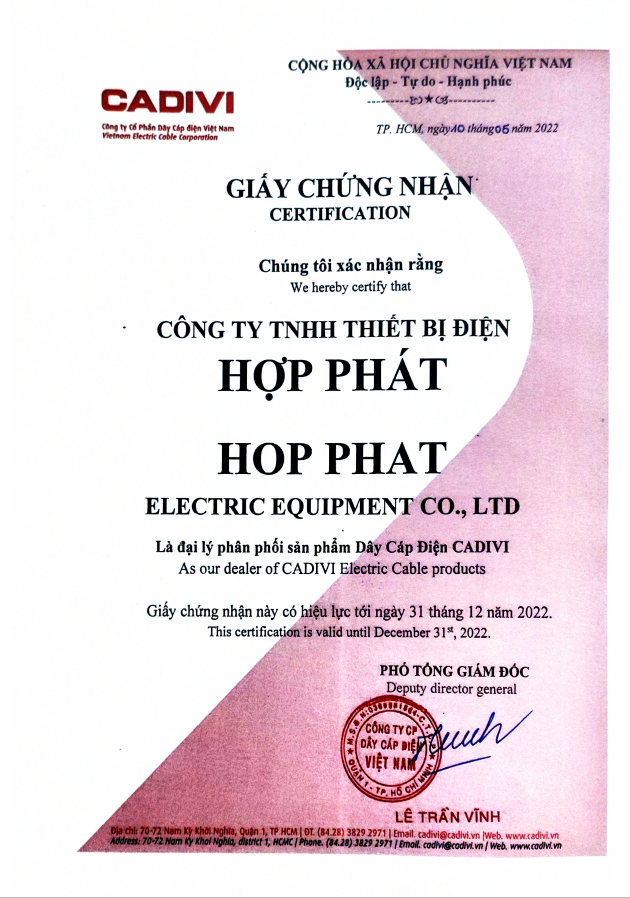 CỘNG HÒA XÃ HỘI CHỦ NGHĨA VIỆT NAM
Độc lập - Tự do - Hạnh phúc
CADIVI
Công ty Cổ Phần Dây Cáp điện Việt Nam
Vietnam Electric Cable Corporation
TP. HCM, ngày 10 tháng 05 năm 2022
GIẤY CHỨNG NHẬN
CERTIFICATION
Chúng tôi xác nhận rằng
We hereby certify that
CÔNG TY TNHH THIẾT BỊ ĐIỆN
HỢP PHÁT
HOP PHAT
ELECTRIC EQUIPMENT CO., LTD
Là đại lý phân phối sản phẩm Dây Cáp Điện CADIVI
As our dealer of CADIVI Electric Cable products
Giấy chứng nhận này có hiệu lực tới ngày 31 tháng 12 năm 2022.
This certification is valid until December 31st, 2022.
PHÓ TỔNG GIÁM ĐỐC
Deputy director general
CÔNG TY CP
DÂY CÁP ĐIỆN
VIỆT NAM
QUẬN 1 - TP. HỒ CHÍ MINH
LÊ TRẦN VĨNH
Địa chỉ: 70-72 Nam Kỳ Khởi Nghĩa, Quận 1, TP HCM | ĐT. (84.28) 3829 2971 | Email. cadivi@cadivi.vn |Web. www.cadivi.vn
Address: 70-72 Nam Ky Khoi Nghia, district 1, HCMC | Phone. (84.28) 3829 2971 | Email. cadivi@cadivi.vn | Web. www.cadivi.vn